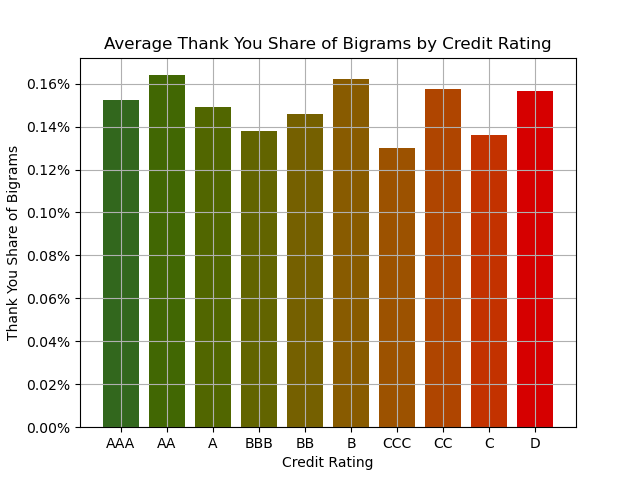 Average Thank You Share of Bigrams by Credit Rating
Thank You Share of Bigrams
0.16%
0.14%
0.12%
0.10%
0.08%
0.06%
0.04%
0.02%
0.00%
AAA AA A BBB BB B CCC CC C D
Credit Rating